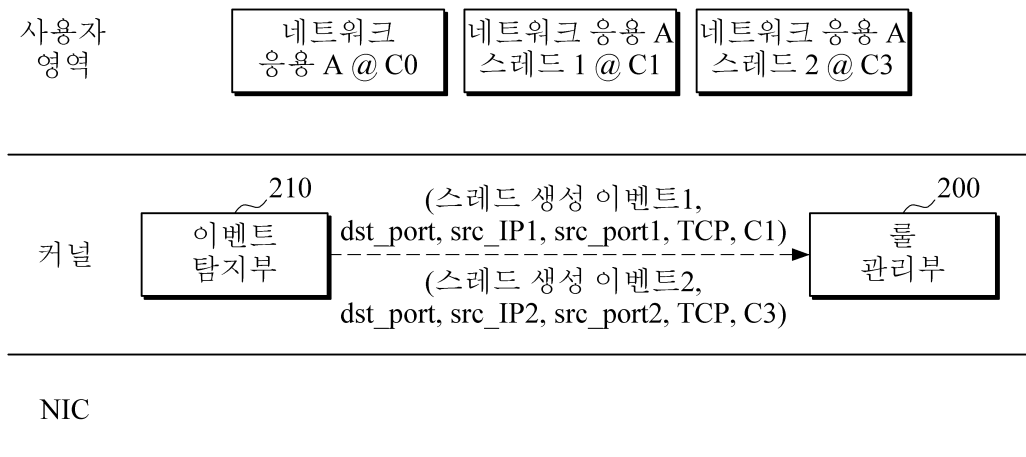 사용자
영역
네트워크
응용 A @ C0
네트워크 응용 A
스레드 1 @ C1
네트워크 응용 A
스레드 2 @ C3
커널
210
이벤트
탐지부
(스레드 생성 이벤트1,
dst_port, src_IP1, src_port1, TCP, C1)
(스레드 생성 이벤트2,
dst_port, src_IP2, src_port2, TCP, C3)
200
룰
관리부
NIC